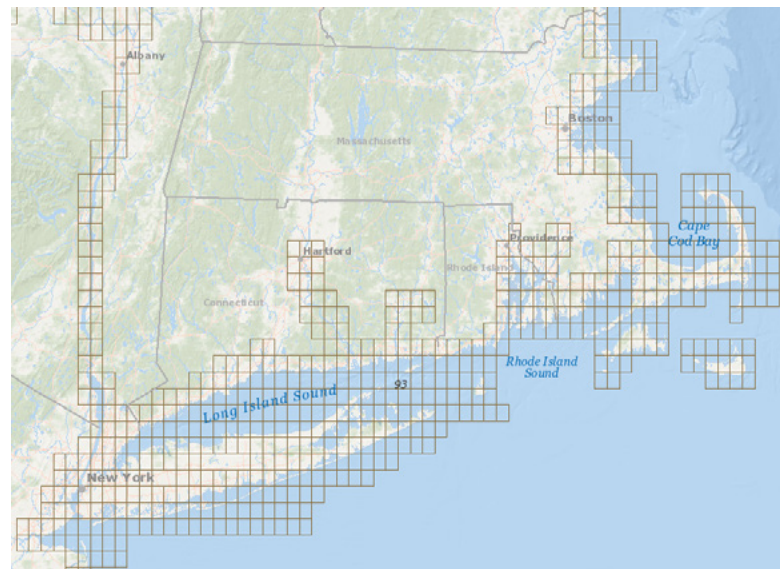 Albany
Boston
Massachusetts
Cape
Cod Bay
Providence
Hartford
Rhode Island
Connecticut
Rhode Island
Sound
93
Long Island Sound
New York